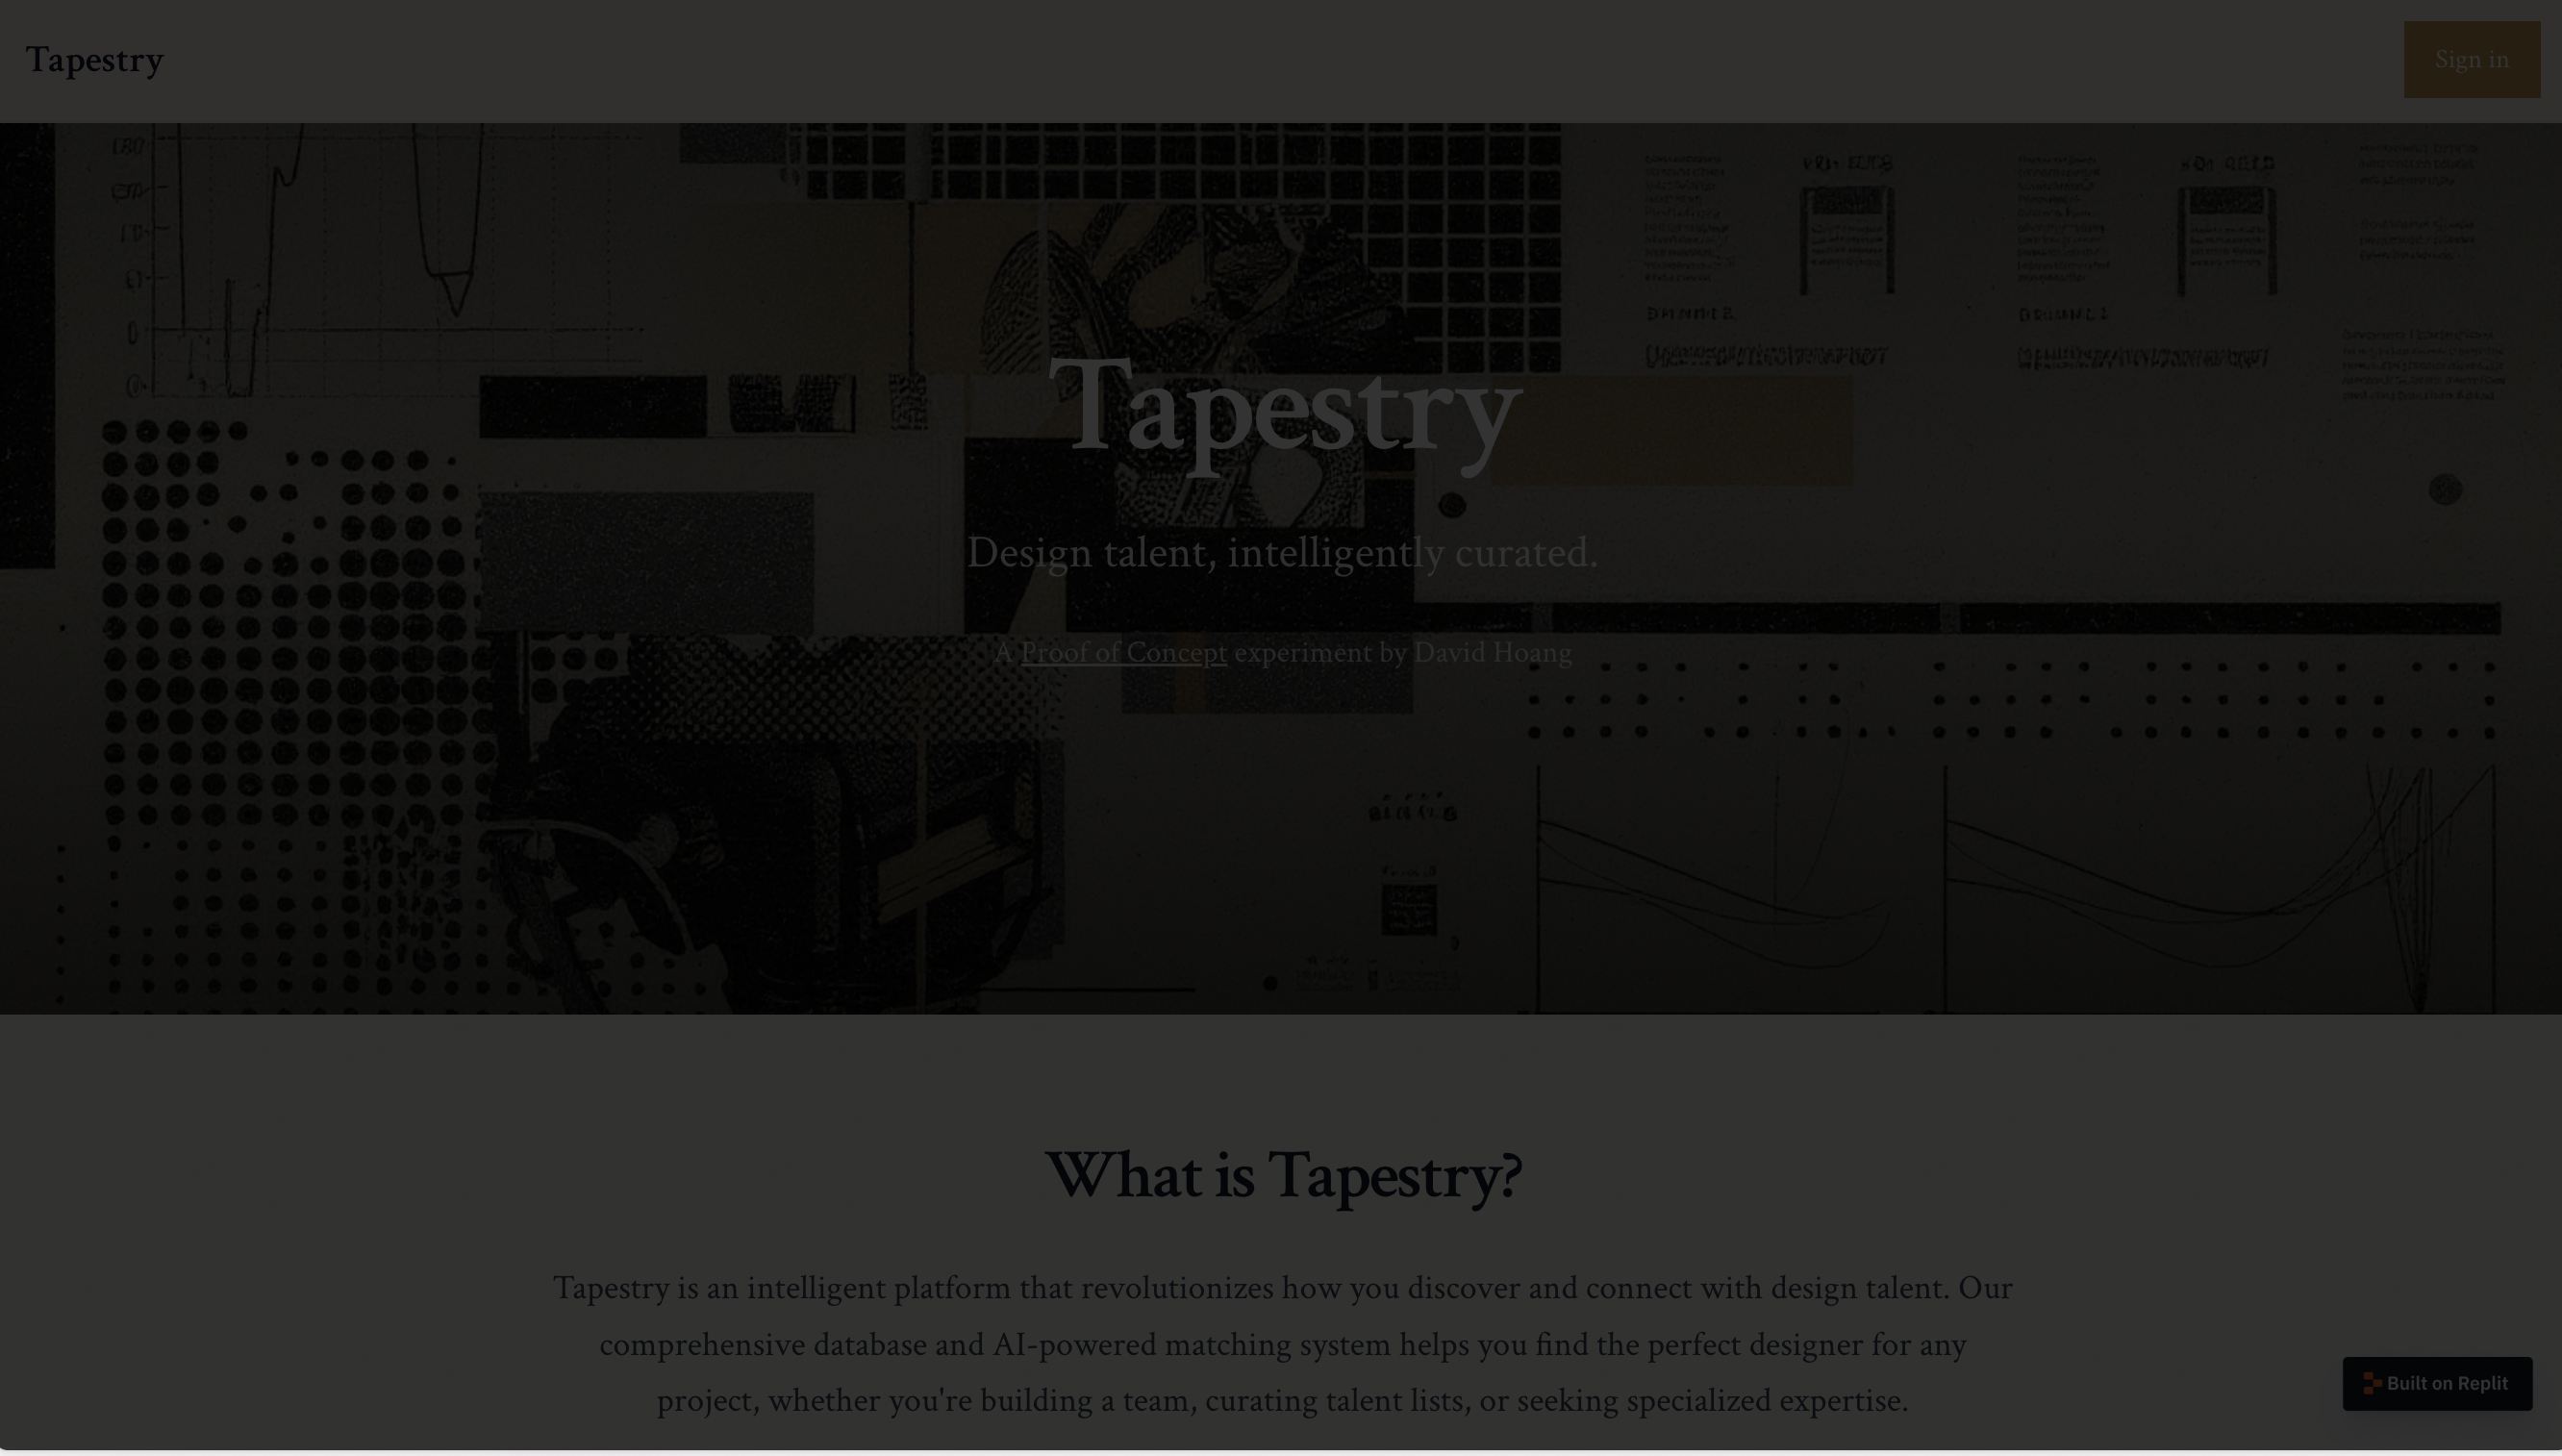 Tapestry
Sign in
Tapestry
Design talent, intelligently curated.
A Proof of Concept experiment by David Hoang
What is Tapestry?
Tapestry is an intelligent platform that revolutionizes how you discover and connect with design talent. Our
comprehensive database and AI-powered matching system helps you find the perfect designer for any
project, whether you're building a team, curating talent lists, or seeking specialized expertise.
Built on Replit